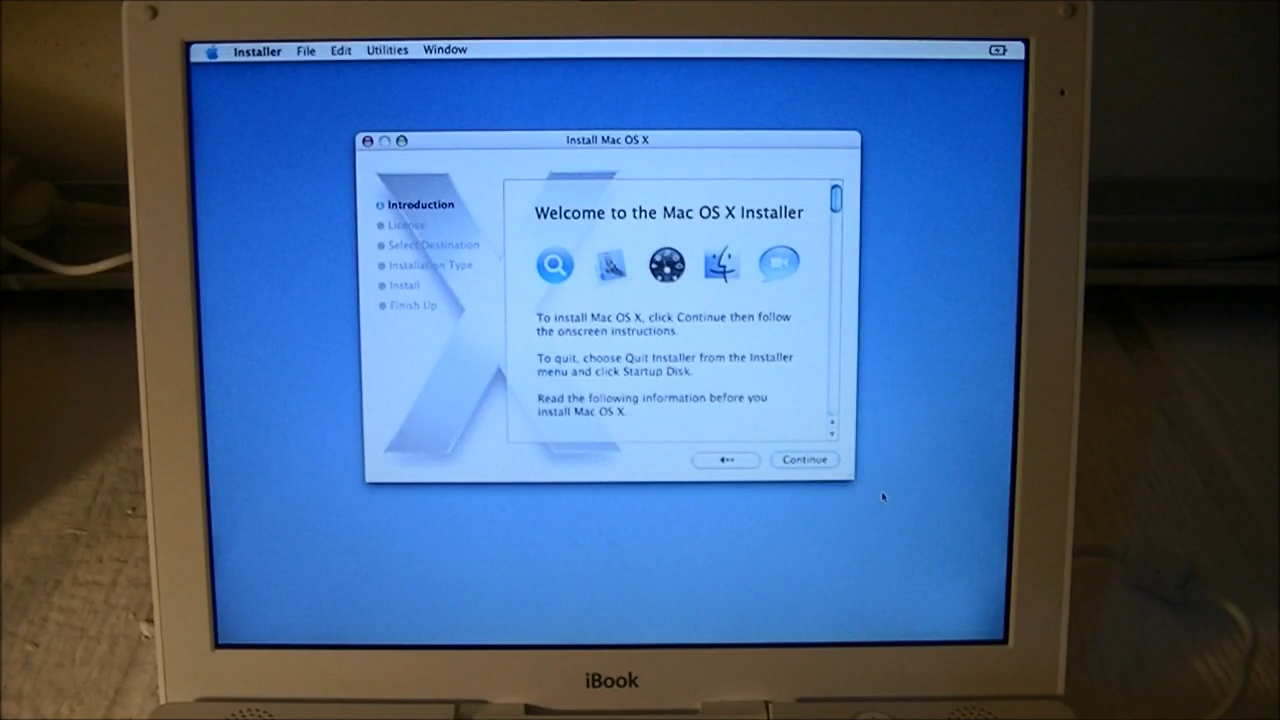 Installer File Edit Utilities Window
Install Mac OS X
Introduction
License
Select Destination
Installation Type
Install
Finish Up
Welcome to the Mac OS X Installer
To install Mac OS X, click Continue then follow
the onscreen instructions.
To quit, choose Quit Installer from the Installer
menu and click Startup Disk.
Read the following information before you
install Mac OS X.
Continue
iBook